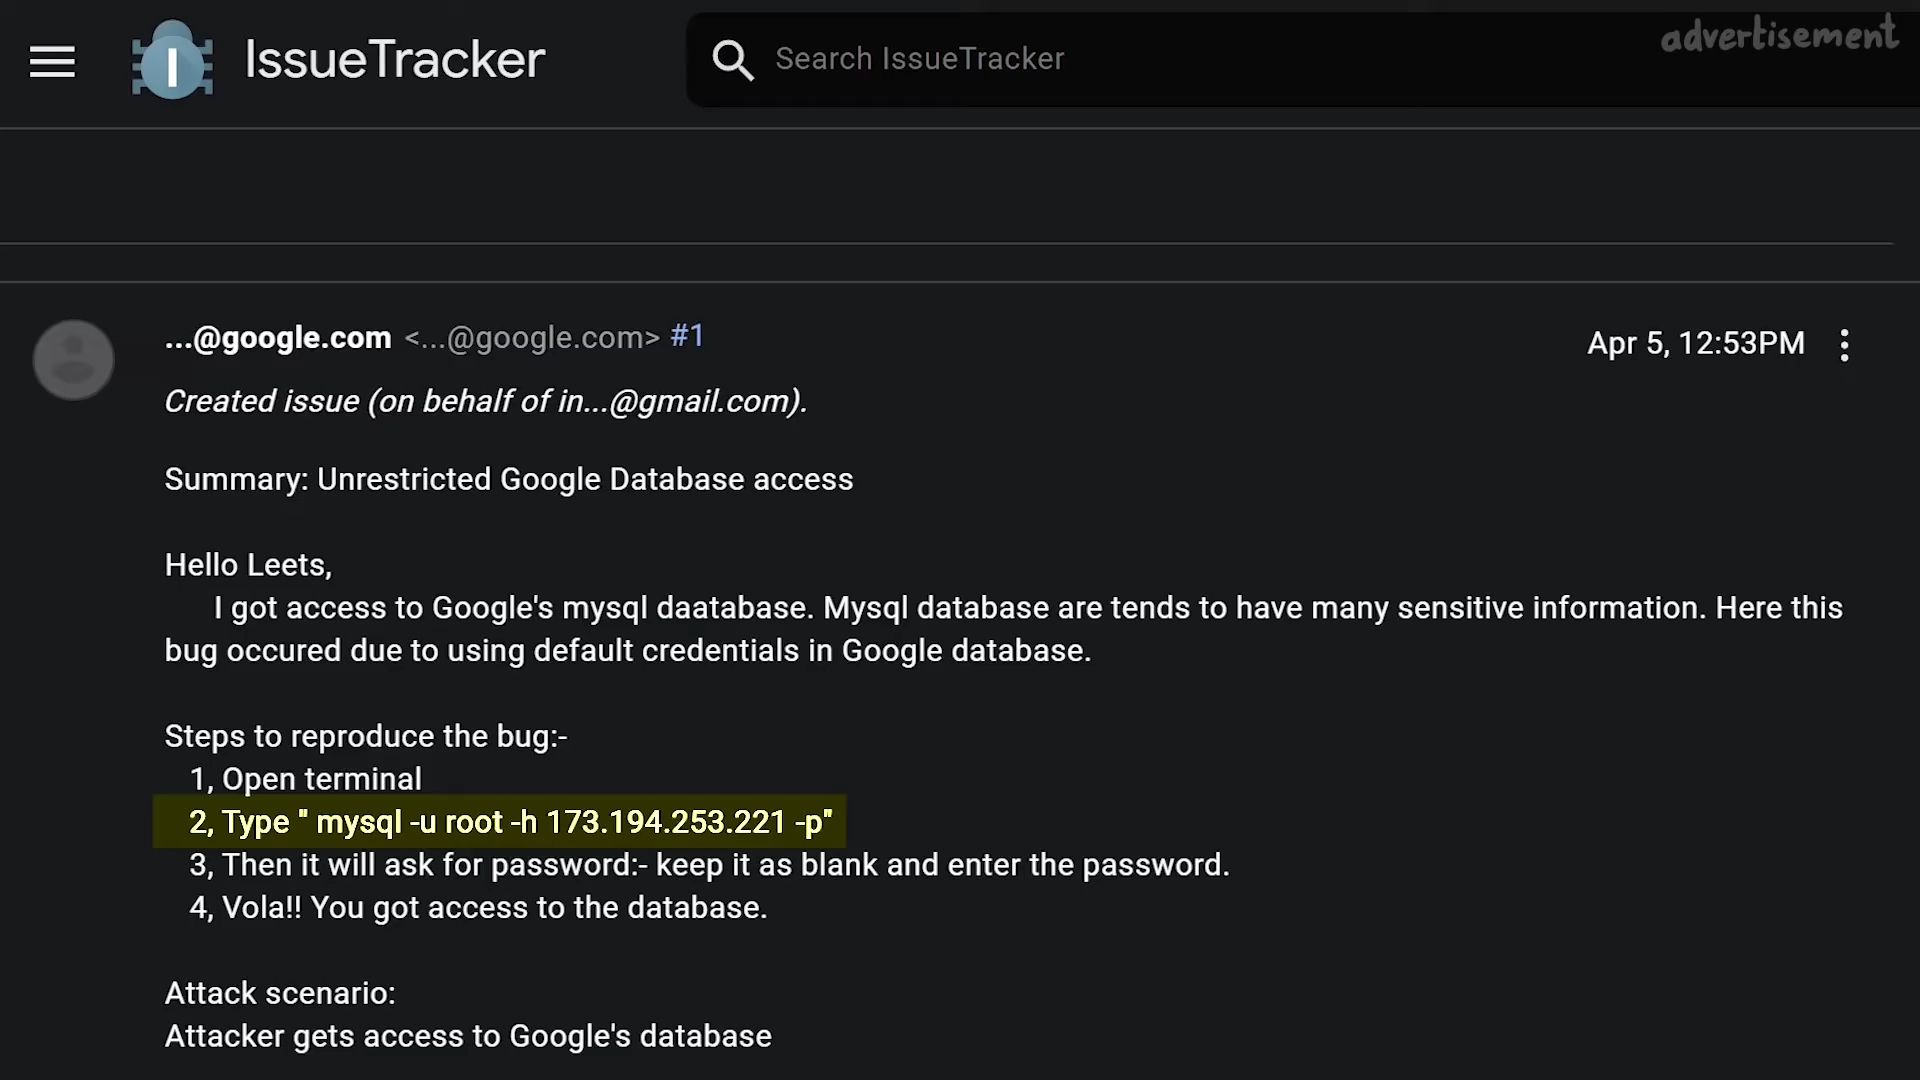 IssueTracker
Search IssueTracker
advertisement
...@google.com <...@google.com> #1
Apr 5, 12:53PM
Created issue (on behalf of in...@gmail.com).
Summary: Unrestricted Google Database access
Hello Leets,
I got access to Google's mysql daatabase. Mysql database are tends to have many sensitive information. Here this
bug occured due to using default credentials in Google database.
Steps to reproduce the bug:-
1, Open terminal
2, Type " mysql -u root -h 173.194.253.221 -p"
3, Then it will ask for password:- keep it as blank and enter the password.
4, Vola!! You got access to the database.
Attack scenario:
Attacker gets access to Google's database